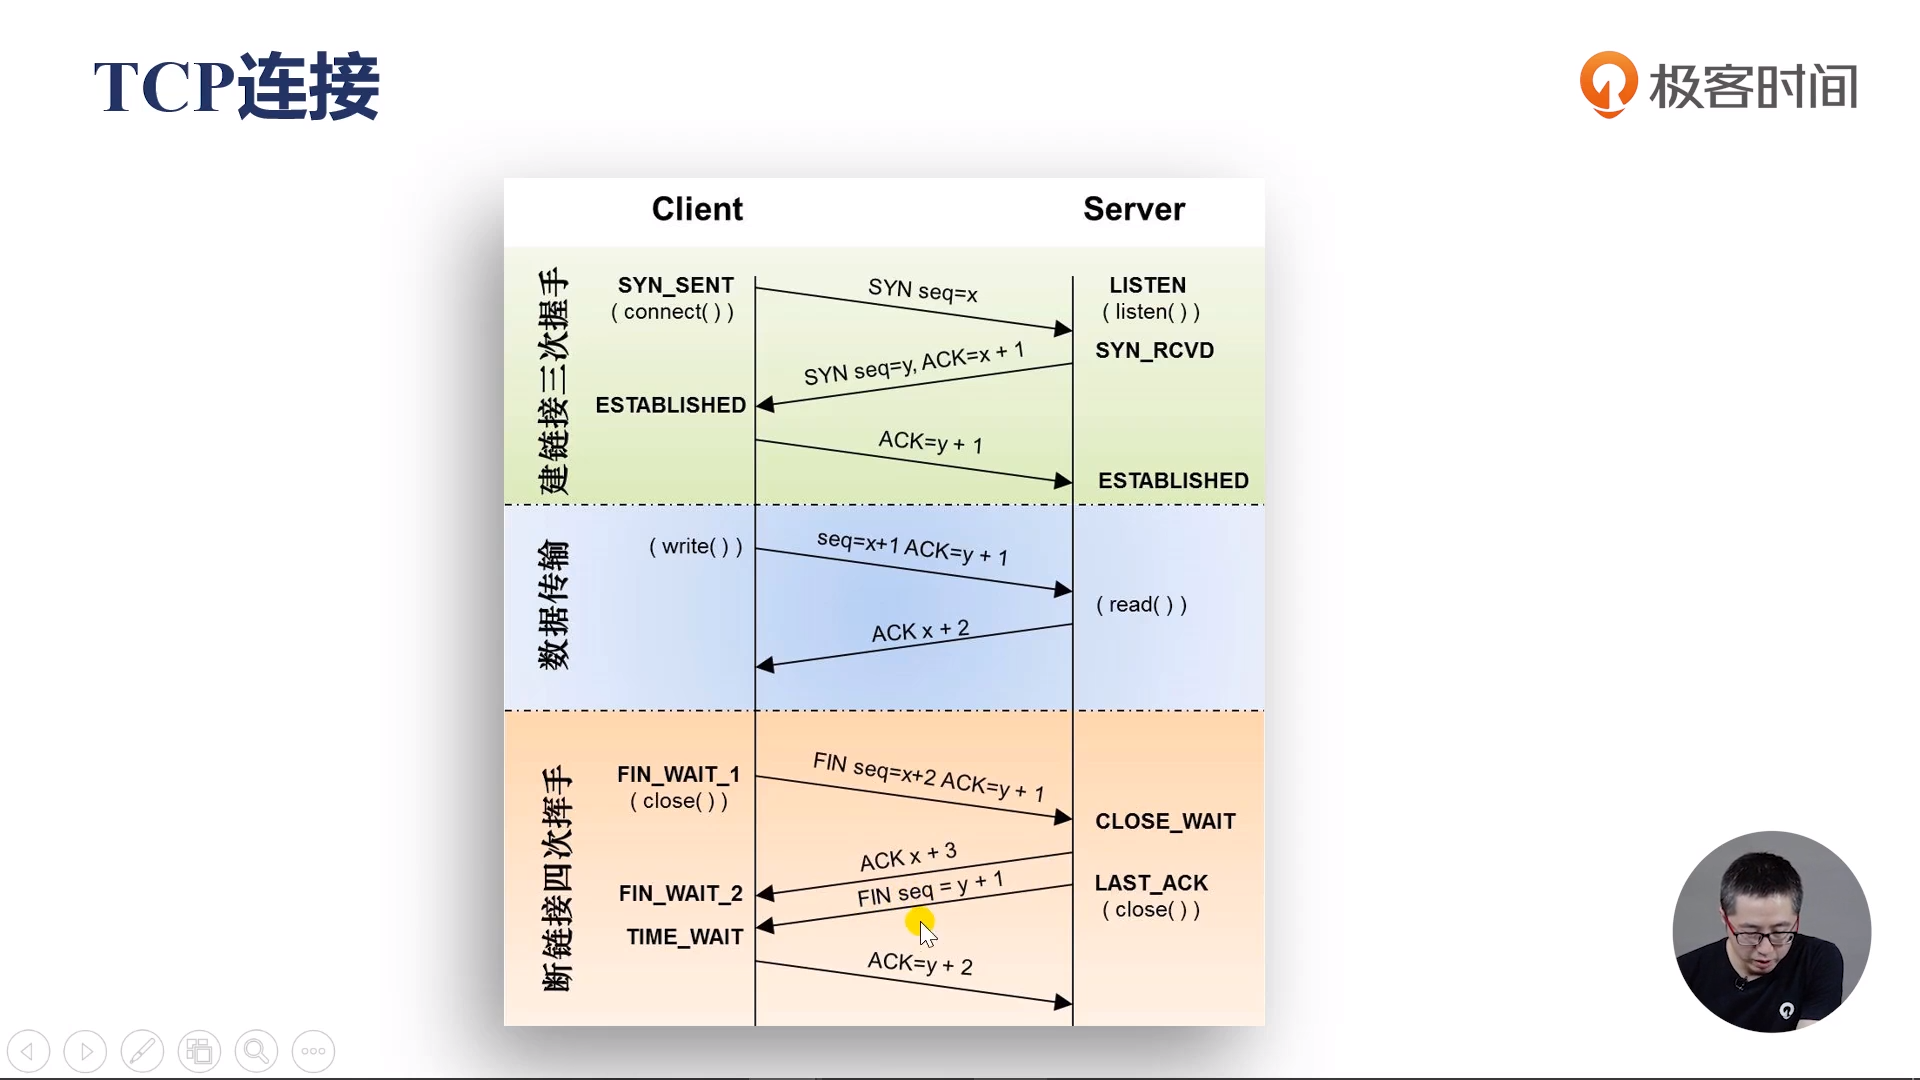 TCP连接
极客时间
Client
Server
建链接三次握手
SYN_SENT
( connect( ) )
SYN seq=x
LISTEN
( listen( ) )
SYN seq=y, ACK=x + 1
SYN_RCVD
ESTABLISHED
ACK=y + 1
ESTABLISHED
数据传输
( write( ) )
seq=x+1 ACK=y + 1
( read( ) )
ACK x + 2
断链接四次挥手
FIN_WAIT_1
( close( ) )
FIN seq=x+2 ACK=y + 1
CLOSE_WAIT
ACK x + 3
FIN_WAIT_2
FIN seq = y + 1
LAST_ACK
( close( ) )
TIME_WAIT
ACK=y + 2